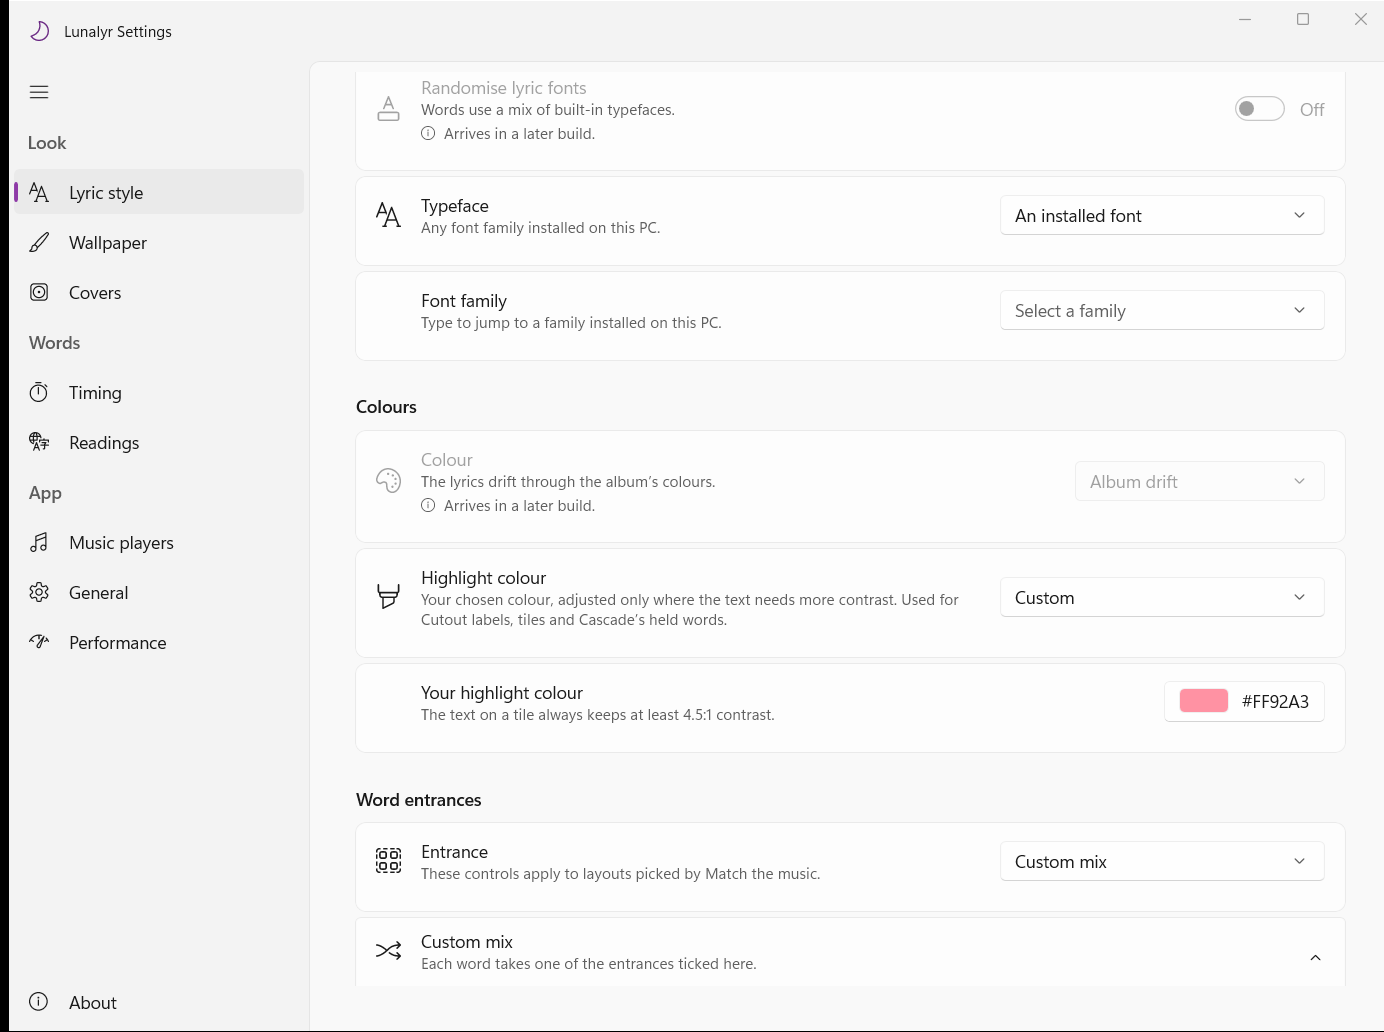 Lunalyr Settings
Look
Lyric style
Wallpaper
Covers
Words
Timing
Readings
App
Music players
General
Performance
About
Randomise lyric fonts
Words use a mix of built-in typefaces.
Arrives in a later build.
Off
Typeface
Any font family installed on this PC.
An installed font
Font family
Type to jump to a family installed on this PC.
Select a family
Colours
Colour
The lyrics drift through the album’s colours.
Arrives in a later build.
Album drift
Highlight colour
Your chosen colour, adjusted only where the text needs more contrast. Used for
Cutout labels, tiles and Cascade’s held words.
Custom
Your highlight colour
The text on a tile always keeps at least 4.5:1 contrast.
#FF92A3
Word entrances
Entrance
These controls apply to layouts picked by Match the music.
Custom mix
Custom mix
Each word takes one of the entrances ticked here.